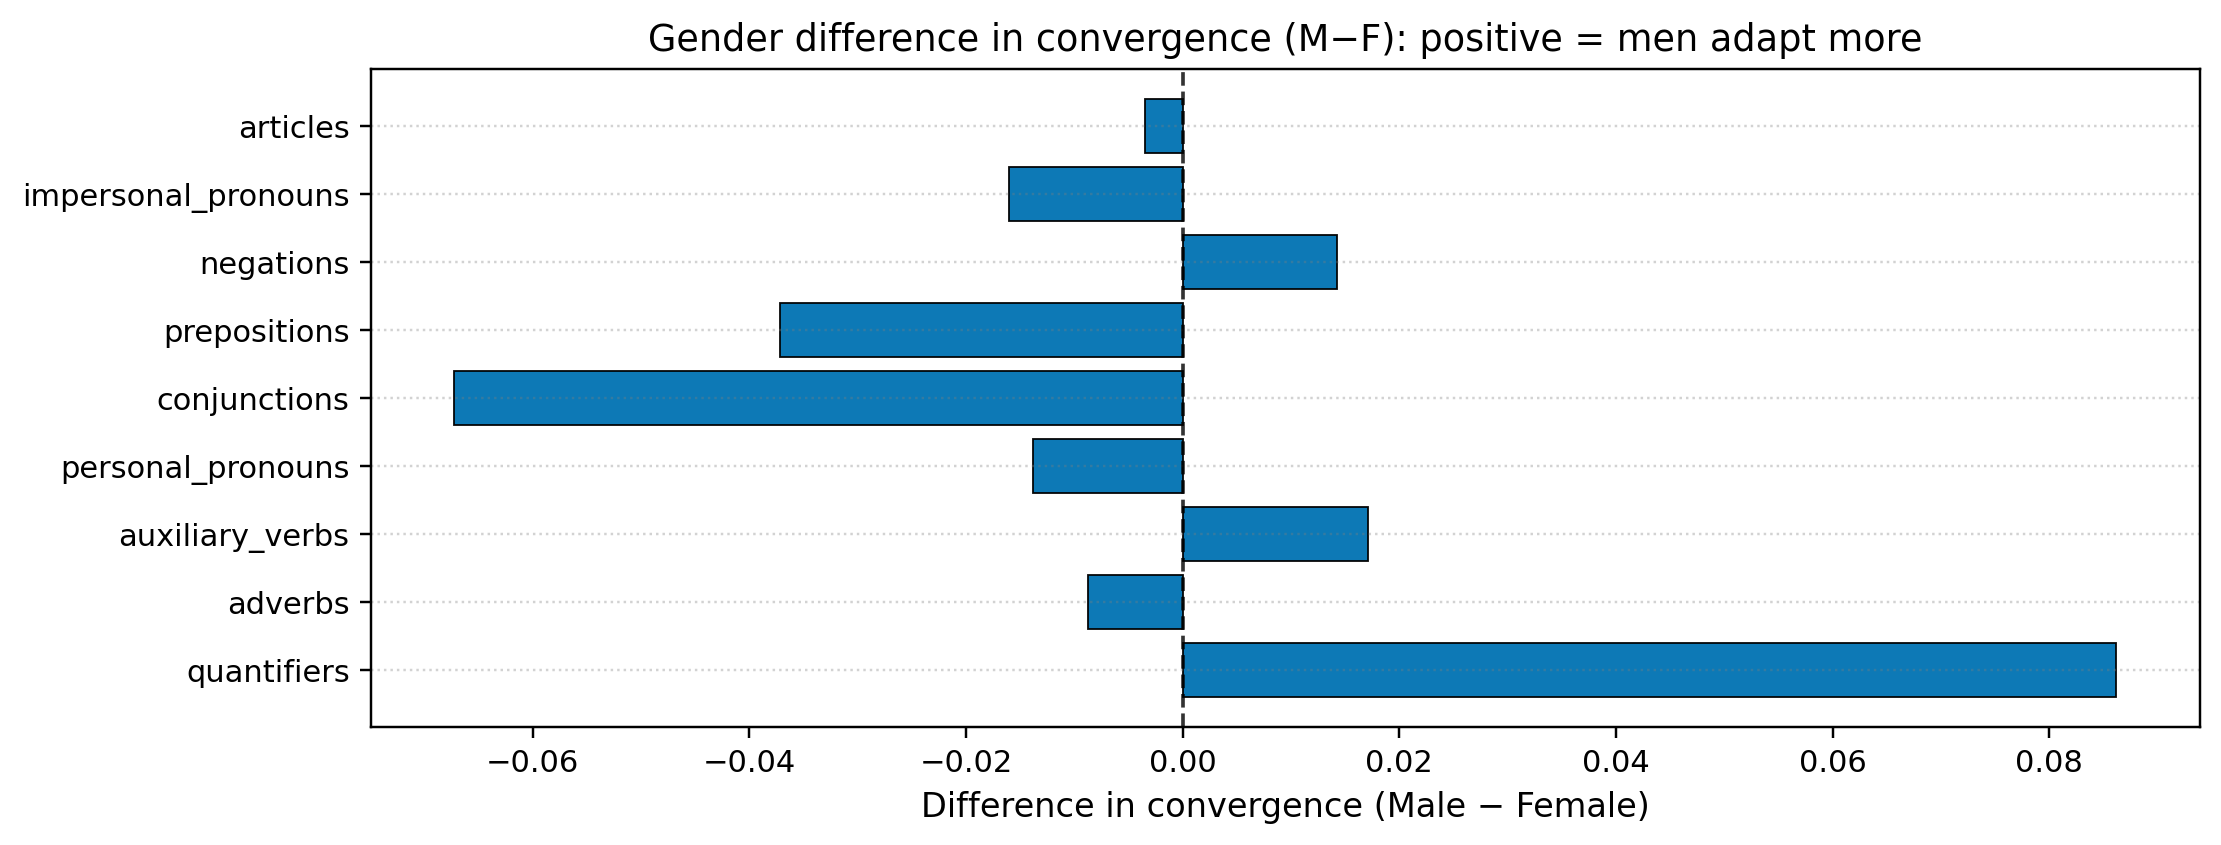 Gender difference in convergence (M−F): positive = men adapt more
articles
impersonal_pronouns
negations
prepositions
conjunctions
personal_pronouns
auxiliary_verbs
adverbs
quantifiers
−0.06 −0.04 −0.02 0.00 0.02 0.04 0.06 0.08
Difference in convergence (Male − Female)